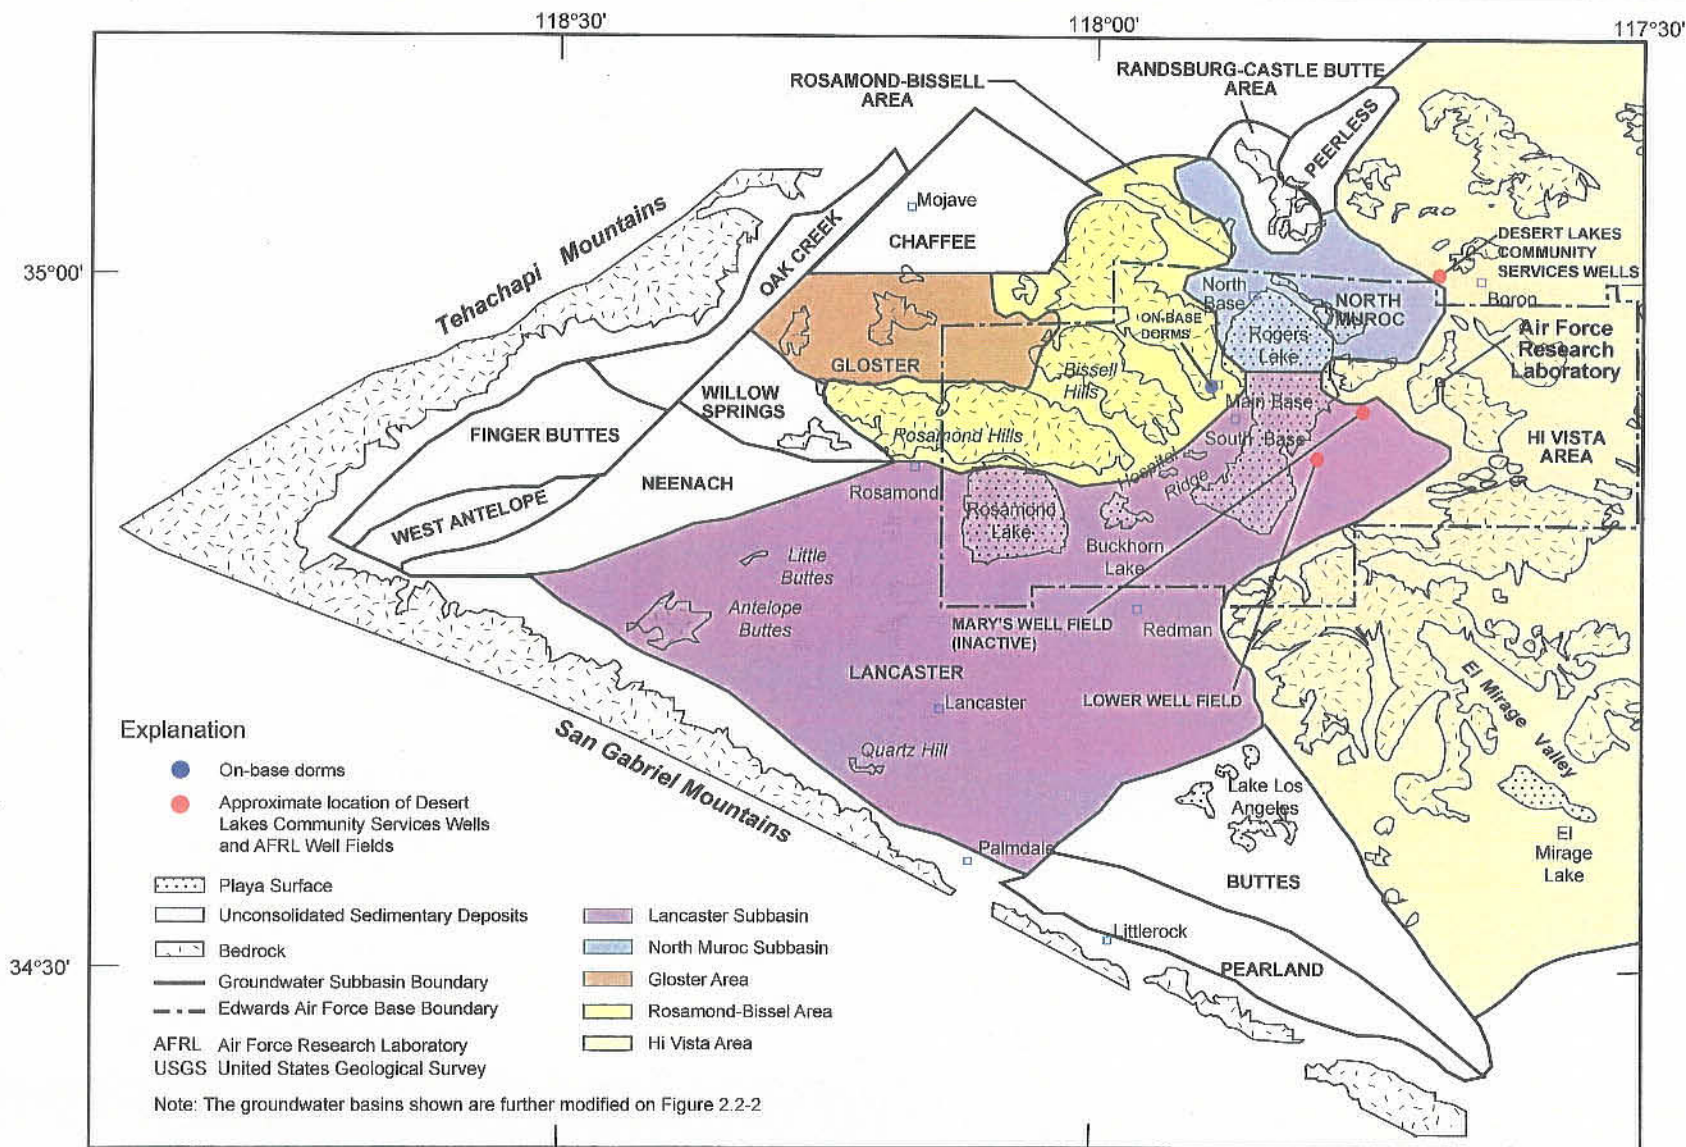 118°30'
118°00'
117°30'
35°00'
34°30'
ROSAMOND-BISSELL
AREA
RANDSBURG-CASTLE BUTTE
AREA
PEERLESS
Tehachapi Mountains
OAK CREEK
Mojave
CHAFFEE
DESERT LAKES
COMMUNITY
SERVICES WELLS
Boron
North
Base
NORTH
MUROC
Rogers
Lake
ON-BASE
DORMS
Air Force
Research
Laboratory
GLOSTER
Bissell
Hills
WILLOW
SPRINGS
Main Base
FINGER BUTTES
Rosamond Hills
South Base
HI VISTA
AREA
Hospital
Ridge
NEENACH
Rosamond
WEST ANTELOPE
Rosamond
Lake
Buckhorn
Lake
Little
Buttes
Antelope
Buttes
MARY'S WELL FIELD
(INACTIVE)
Redman
LANCASTER
Lancaster
LOWER WELL FIELD
El Mirage Valley
Quartz Hill
San Gabriel Mountains
Lake Los
Angeles
El
Mirage
Lake
Palmdale
BUTTES
Littlerock
PEARLAND
Explanation
On-base dorms
Approximate location of Desert
Lakes Community Services Wells
and AFRL Well Fields
Playa Surface
Unconsolidated Sedimentary Deposits
Bedrock
Groundwater Subbasin Boundary
Edwards Air Force Base Boundary
AFRL Air Force Research Laboratory
USGS United States Geological Survey
Lancaster Subbasin
North Muroc Subbasin
Gloster Area
Rosamond-Bissel Area
Hi Vista Area
Note: The groundwater basins shown are further modified on Figure 2.2-2